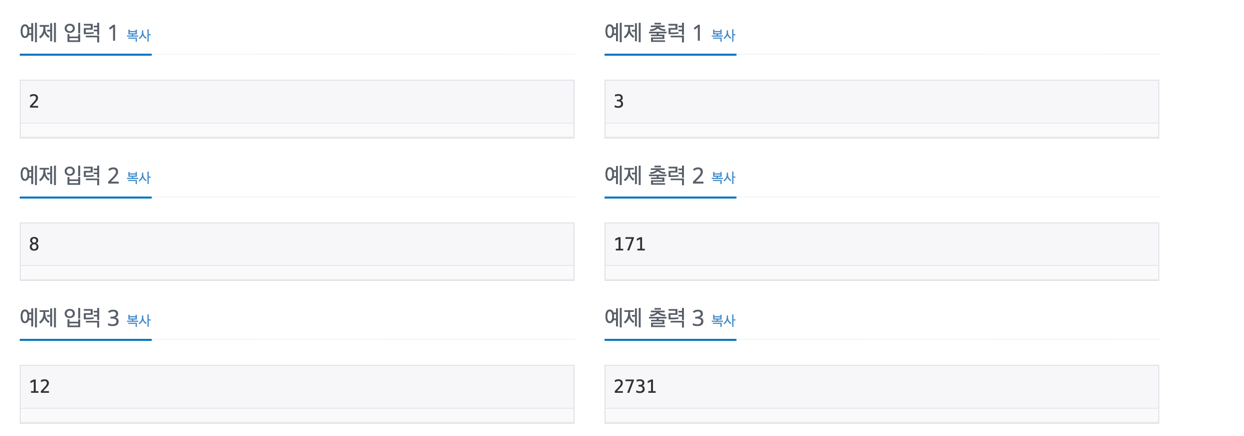 예제 입력 1 복사
예제 출력 1 복사
2
3
예제 입력 2 복사
예제 출력 2 복사
8
171
예제 입력 3 복사
예제 출력 3 복사
12
2731